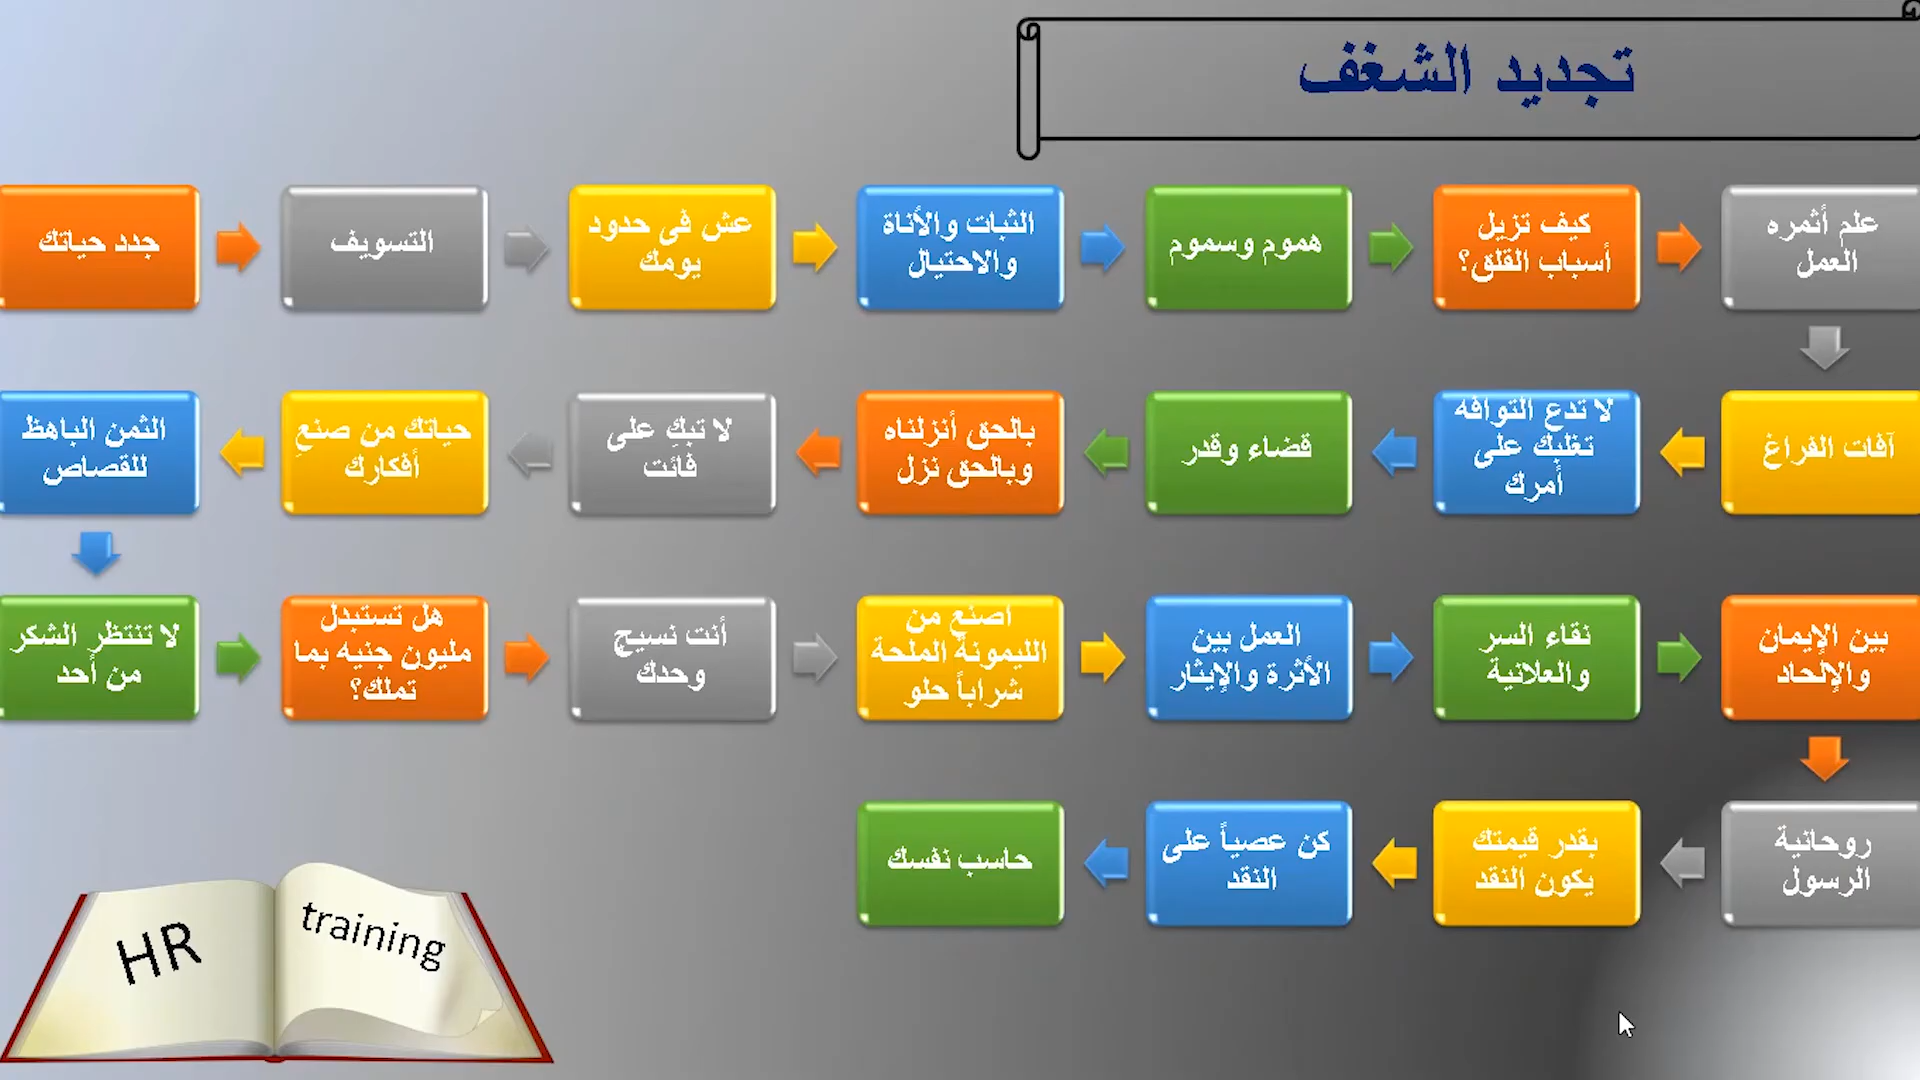 تجديد الشغف
جدد حياتك
التسويف
عش فى حدود
يومك
الثبات والأناة
والاحتيال
هموم وسموم
كيف تزيل
أسباب القلق؟
علم أثمره
العمل
آفات الفراغ
لا تدع التوافه
تغلبك على
أمرك
قضاء وقدر
بالحق أنزلناه
وبالحق نزل
لا تبكِ على
فائت
حياتك من صنعِ
أفكارك
الثمن الباهظ
للقصاص
لا تنتظر الشكر
من أحد
هل تستبدل
مليون جنيه بما
تملك؟
أنت نسيج
وحدك
اصنع من
الليمونة الملحة
شراباً حلو
العمل بين
الأثرة والإيثار
نقاء السر
والعلانية
بين الإيمان
والإلحاد
روحانية
الرسول
بقدر قيمتك
يكون النقد
كن عصياً على
النقد
حاسب نفسك
HR
training